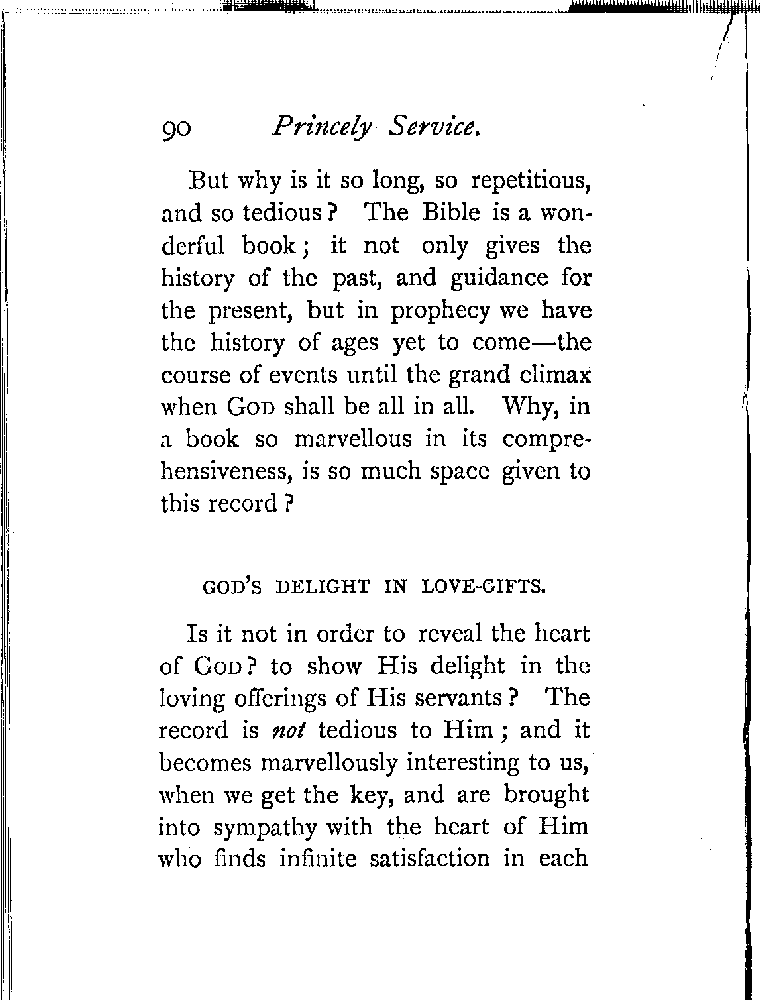 90 Princely Service.
But why is it so long, so repetitious,
and so tedious? The Bible is a won-
derful book; it not only gives the
history of the past, and guidance for
the present, but in prophecy we have
the history of ages yet to come—the
course of events until the grand climax
when GOD shall be all in all. Why, in
a book so marvellous in its compre-
hensiveness, is so much space given to
this record?
GOD'S DELIGHT IN LOVE-GIFTS.
Is it not in order to reveal the heart
of GOD? to show His delight in the
loving offerings of His servants? The
record is not tedious to Him; and it
becomes marvellously interesting to us,
when we get the key, and are brought
into sympathy with the heart of Him
who finds infinite satisfaction in each